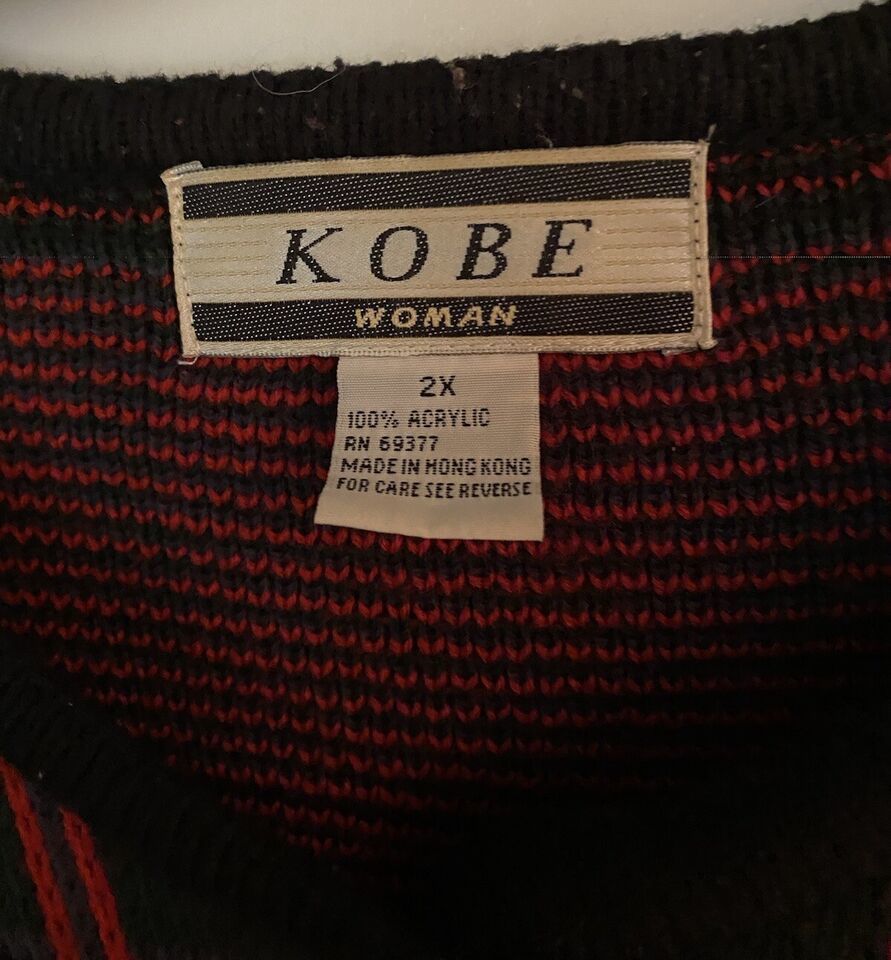 KOBE
WOMAN
2X
100% ACRYLIC
RN 69377
MADE IN HONG KONG
FOR CARE SEE REVERSE